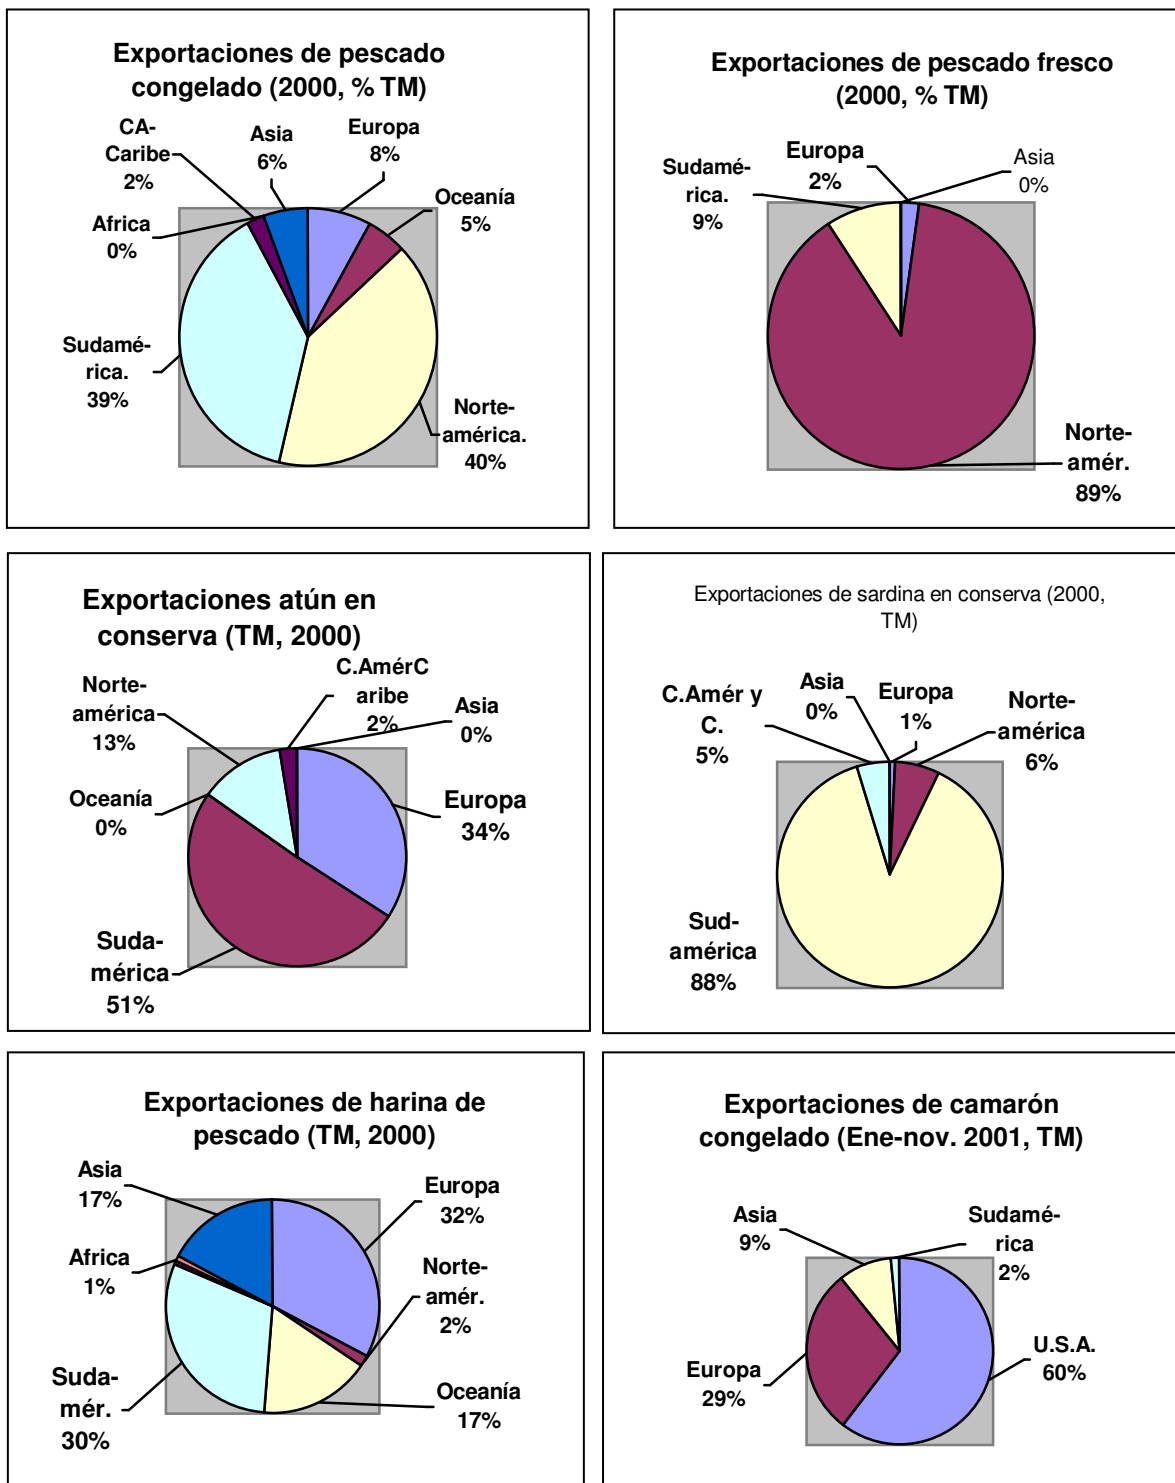 Exportaciones de pescado
congelado (2000, % TM)
CA-
Caribe
2%
Asia
6%
Europa
8%
Oceanía
5%
Africa
0%
Sudamé-
rica.
39%
Norte-
américa.
40%
Exportaciones de pescado fresco
(2000, % TM)
Sudamé-
rica.
9%
Europa
2%
Asia
0%
Norte-
amér.
89%
Exportaciones atún en
conserva (TM, 2000)
Norte-
américa
13%
C.AmérC
aribe
2%
Asia
0%
Oceanía
0%
Europa
34%
Suda-
mérica
51%
Exportaciones de sardina en conserva (2000,
TM)
C.Amér y
C.
5%
Asia
0%
Europa
1%
Norte-
américa
6%
Sud-
américa
88%
Exportaciones de harina de
pescado (TM, 2000)
Asia
17%
Europa
32%
Africa
1%
Norte-
amér.
2%
Suda-
mér.
30%
Oceanía
17%
Exportaciones de camarón
congelado (Ene-nov. 2001, TM)
Asia
9%
Sudamé-
rica
2%
Europa
29%
U.S.A.
60%